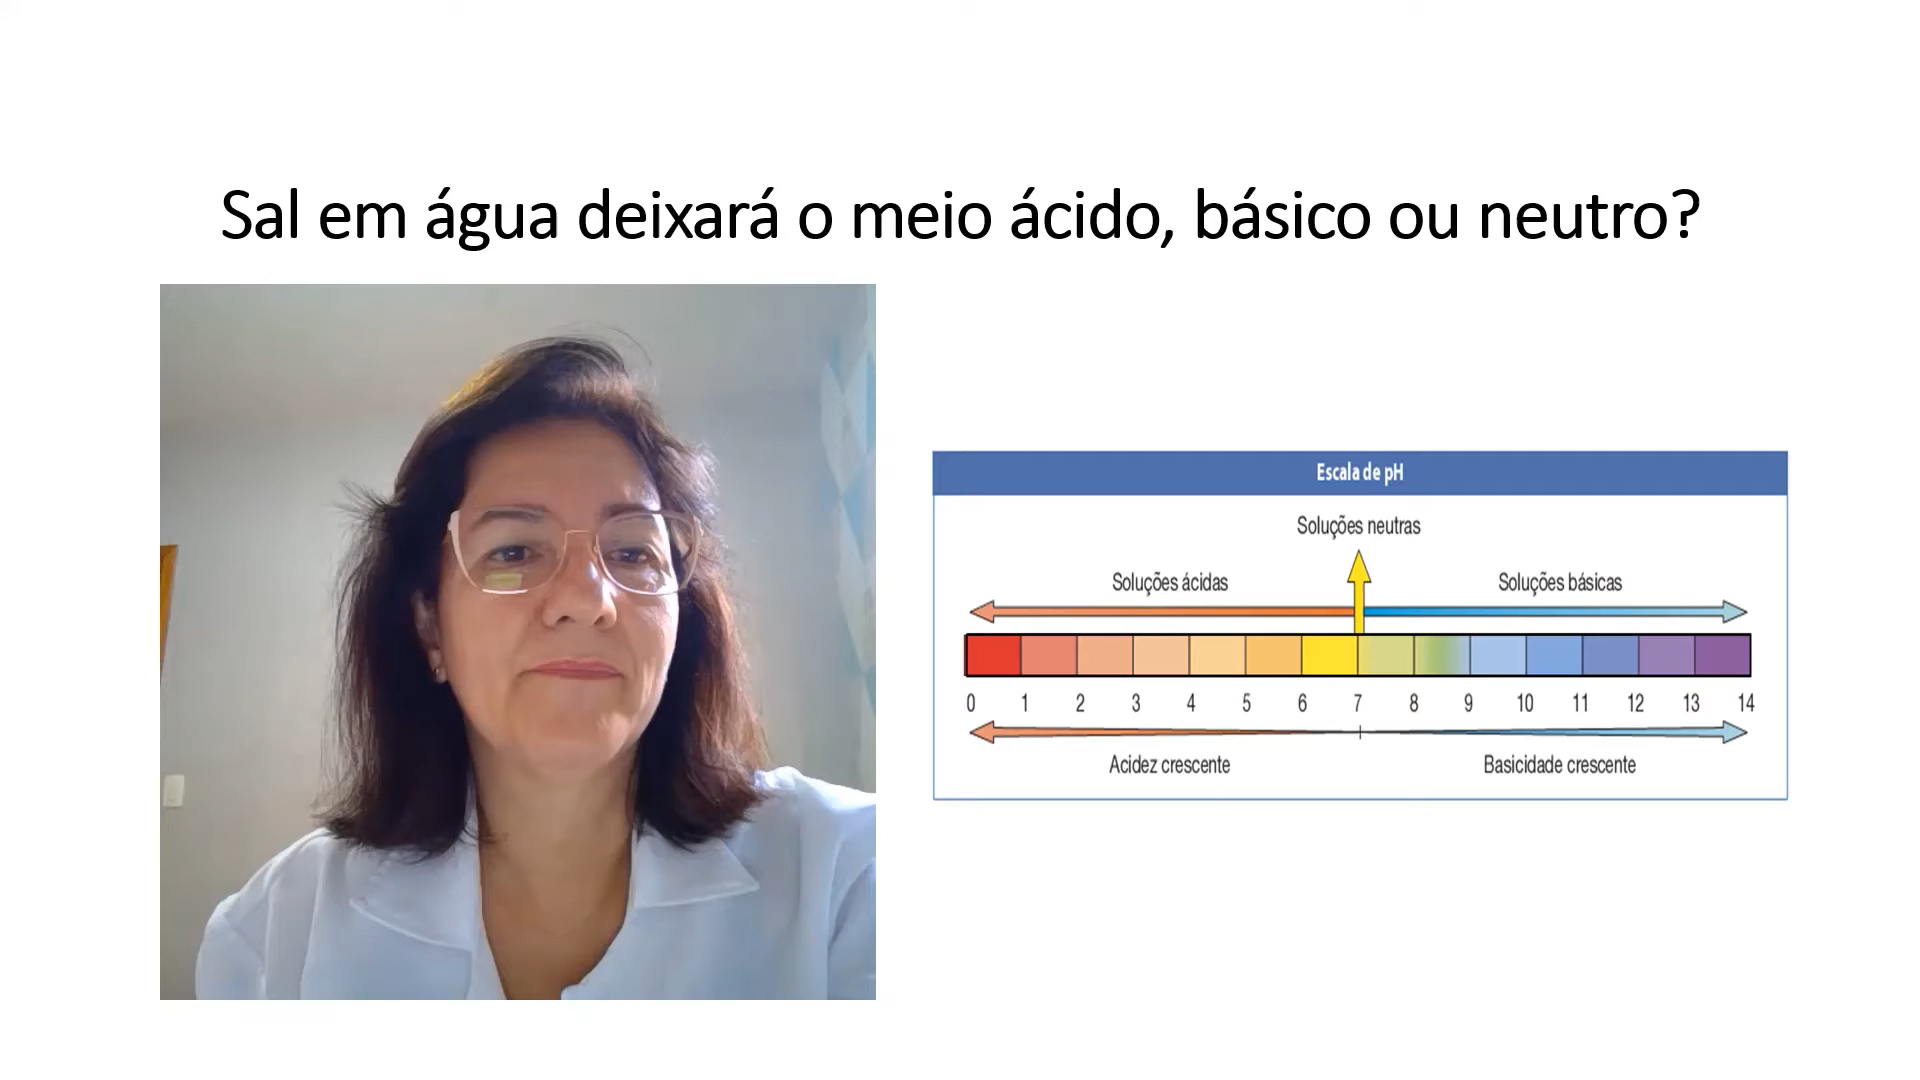 Sal em água deixará o meio ácido, básico ou neutro?
Escala de pH
Soluções neutras
Soluções ácidas
Soluções básicas
0 1 2 3 4 5 6 7 8 9 10 11 12 13 14
Acidez crescente
Basicidade crescente